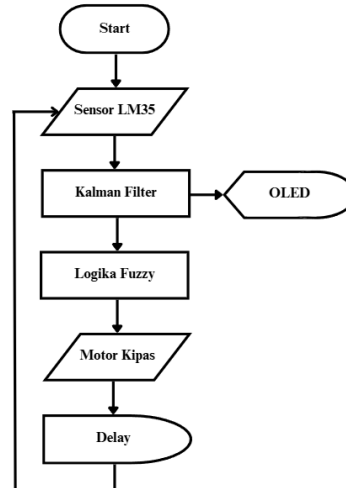 Start
Sensor LM35
Kalman Filter
OLED
Logika Fuzzy
Motor Kipas
Delay